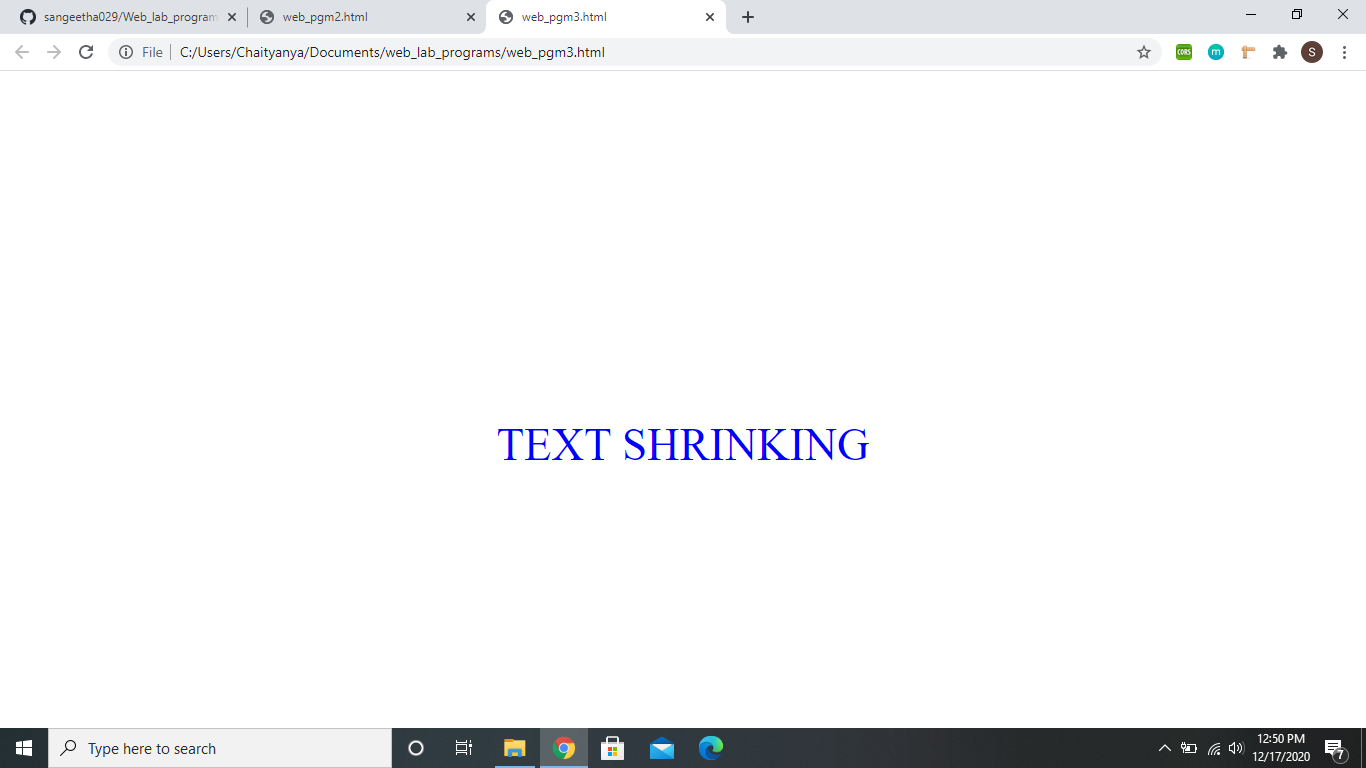 sangeetha029/Web_lab_program
web_pgm2.html
web_pgm3.html
File
C:/Users/Chaityanya/Documents/web_lab_programs/web_pgm3.html
CORS
m
S
TEXT SHRINKING
Type here to search
12:50 PM
12/17/2020
7